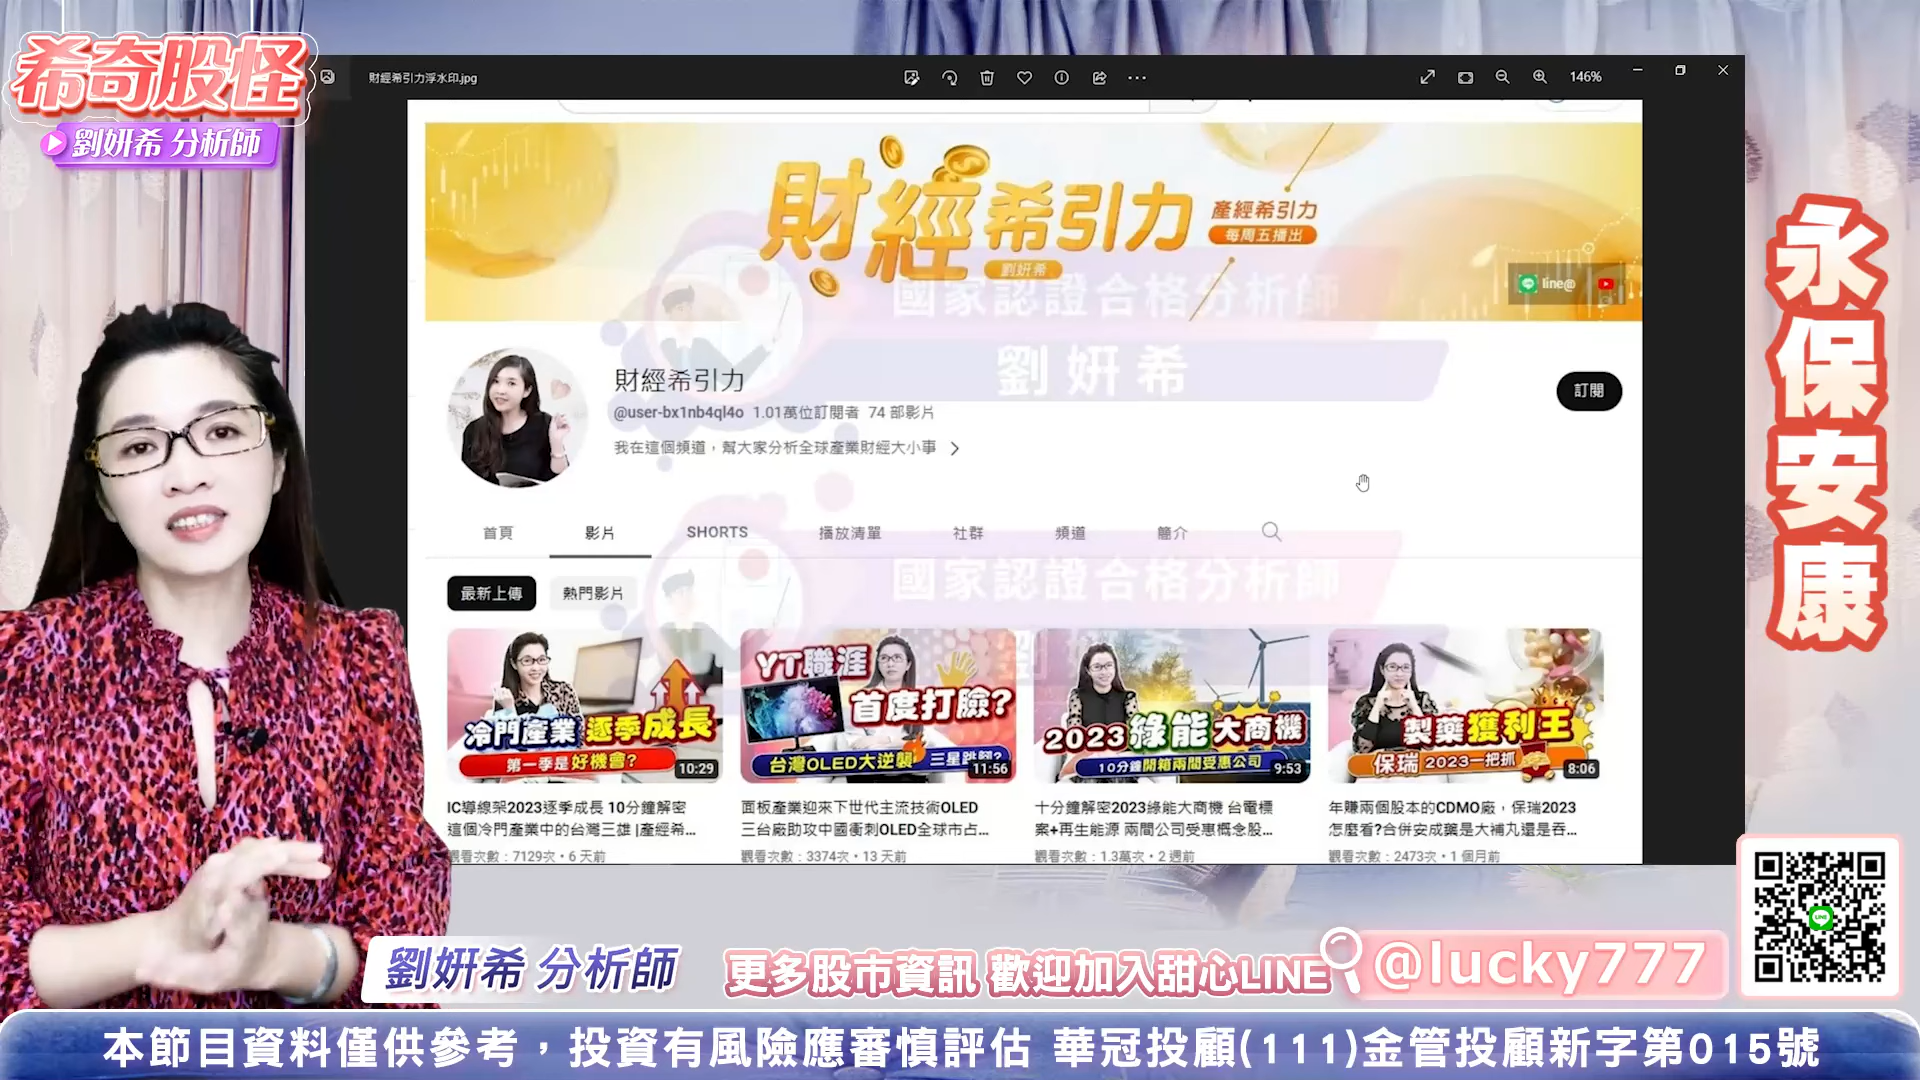 希奇股怪
劉妍希 分析師
財經希引力浮水印.jpg
146%
財經希引力
劉妍希
產經希引力
每周五播出
line@
國家認證合格分析師
劉妍希
財經希引力
@user-bx1nb4ql4o 1.01萬位訂閱者 74 部影片
我在這個頻道，幫大家分析全球產業財經大小事
訂閱
首頁
影片
SHORTS
播放清單
社群
頻道
簡介
最新上傳
熱門影片
國家認證合格分析師
冷門產業 逐季成長
第一季是好機會?
10:29
YT職涯
首度打臉?
台灣OLED大逆襲 三星跳腳?
11:56
2023綠能大商機
10分鐘開箱兩間受惠公司
9:53
製藥獲利王
保瑞 2023一把抓
8:06
IC導線架2023逐季成長 10分鐘解密
這個冷門產業中的台灣三雄 |產經希...
觀看次數：7129次 • 6 天前
面板產業迎來下世代主流技術OLED
三台廠助攻中國衝刺OLED全球市占...
觀看次數：3374次 • 13 天前
十分鐘解密2023綠能大商機 台電標
案+再生能源 兩間公司受惠概念股...
觀看次數：1.3萬次 • 2 週前
年賺兩個股本的CDMO廠，保瑞2023
怎麼看?合併安成藥是大補丸還是吞...
觀看次數：2473次 • 1 個月前
永保安康
劉妍希 分析師
更多股市資訊 歡迎加入甜心LINE
@lucky777
LINE
本節目資料僅供參考，投資有風險應審慎評估 華冠投顧(111)金管投顧新字第015號